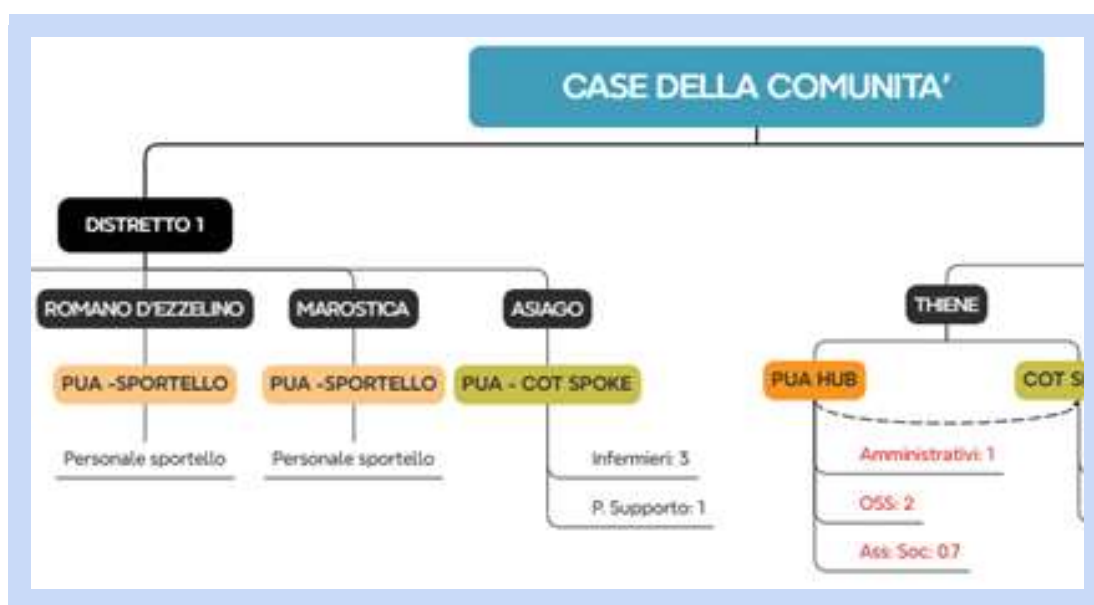 CASE DELLA COMUNITA'
DISTRETTO 1
ROMANO D'EZZELINO
MAROSTICA
ASIAGO
THIENE
PUA -SPORTELLO
PUA -SPORTELLO
PUA - COT SPOKE
PUA HUB
COT
Personale sportello
Personale sportello
Infermieri: 3
P. Supporto: 1
Amministrativi: 1
OSS: 2
Ass: Soc: 0.7